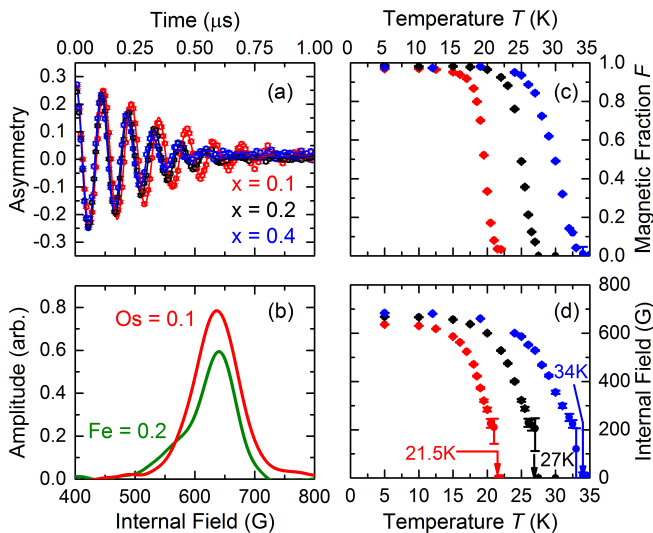 Time (μs)
0.00 0.25 0.50 0.75 1.00
Asymmetry
0.3
0.2
0.1
0.0
-0.1
-0.2
-0.3
(a)
x = 0.1
x = 0.2
x = 0.4
Temperature T (K)
0 5 10 15 20 25 30 35
(c)
Magnetic Fraction F
1.0
0.8
0.6
0.4
0.2
0.0
Amplitude (arb.)
0.8
0.6
0.4
0.2
0.0
(b)
Os = 0.1
Fe = 0.2
400 500 600 700 800
Internal Field (G)
(d)
Internal Field (G)
800
600
400
200
0
34K
27K
21.5K
0 5 10 15 20 25 30 35
Temperature T (K)